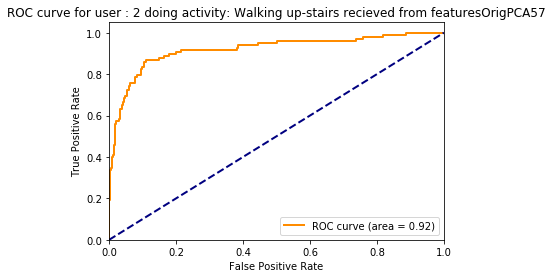 ROC curve for user : 2 doing activity: Walking up-stairs recieved from featuresOrigPCA57
1.0
0.8
0.6
0.4
0.2
0.0
True Positive Rate
ROC curve (area = 0.92)
0.0 0.2 0.4 0.6 0.8 1.0
False Positive Rate